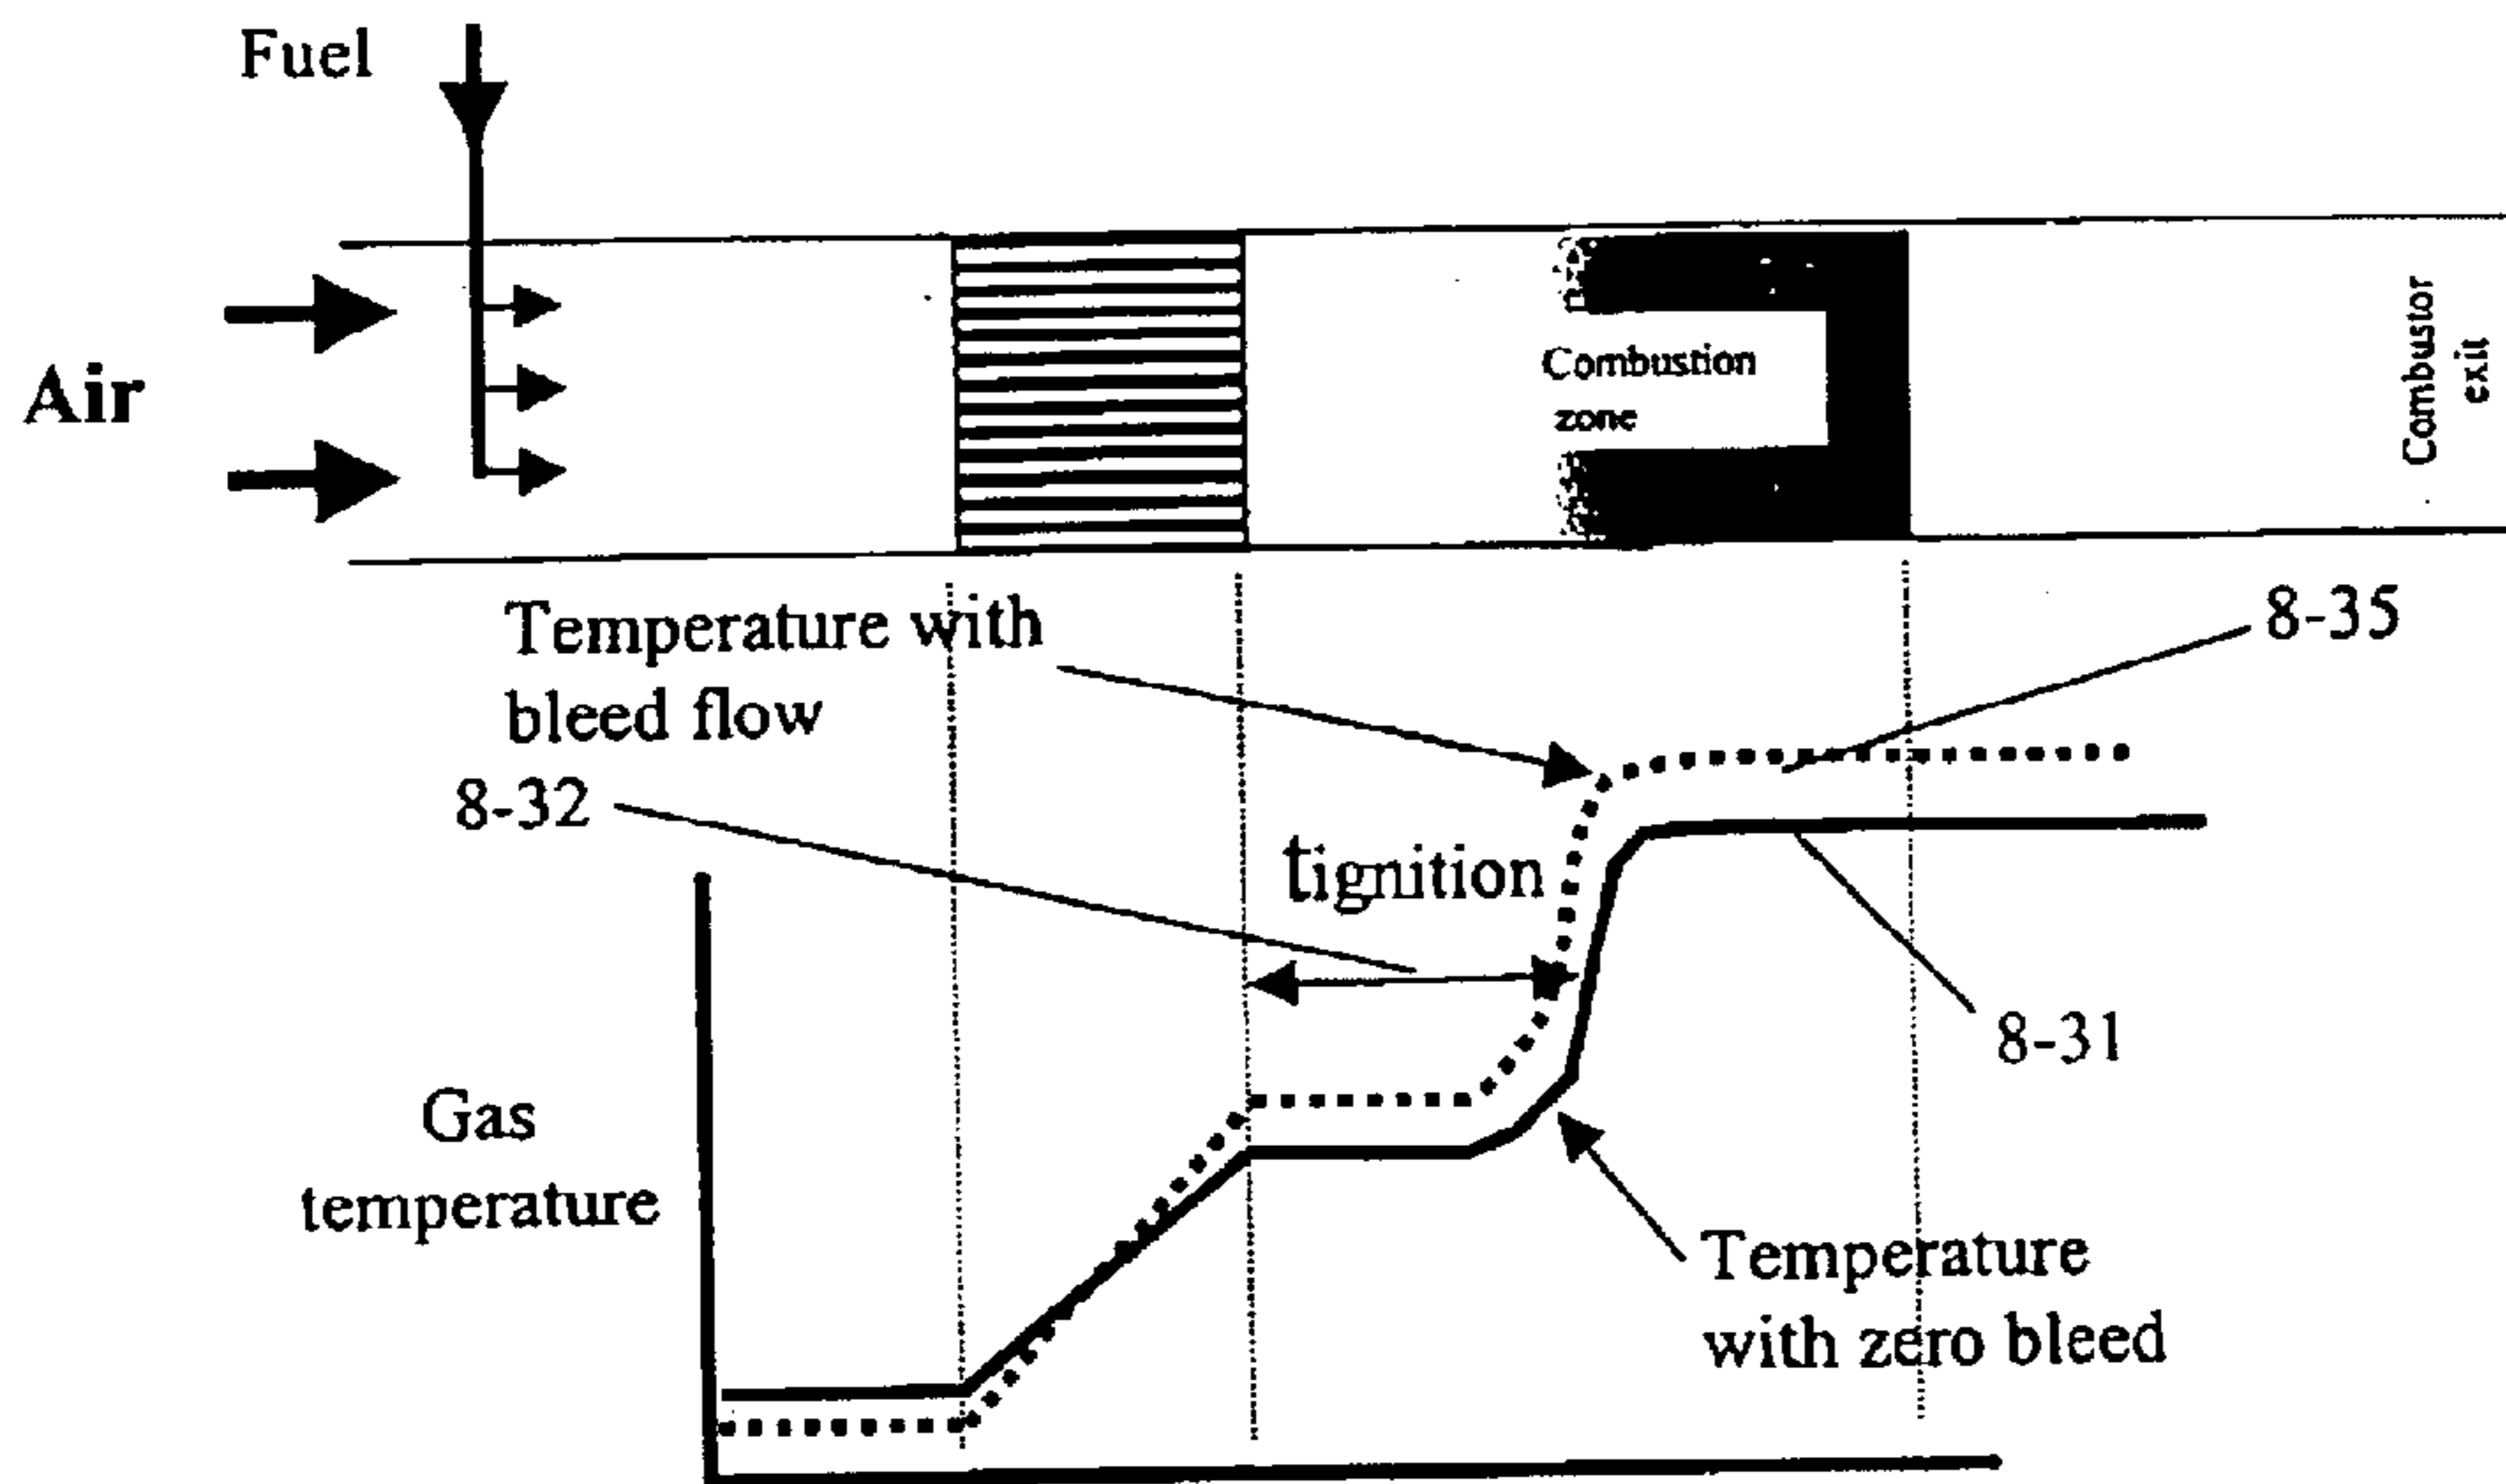 Fuel
Air
Combustion
zone
Combustor
exit
Temperature with
bleed flow
8-35
8-32
tignition
8-31
Gas
temperature
Temperature
with zero bleed